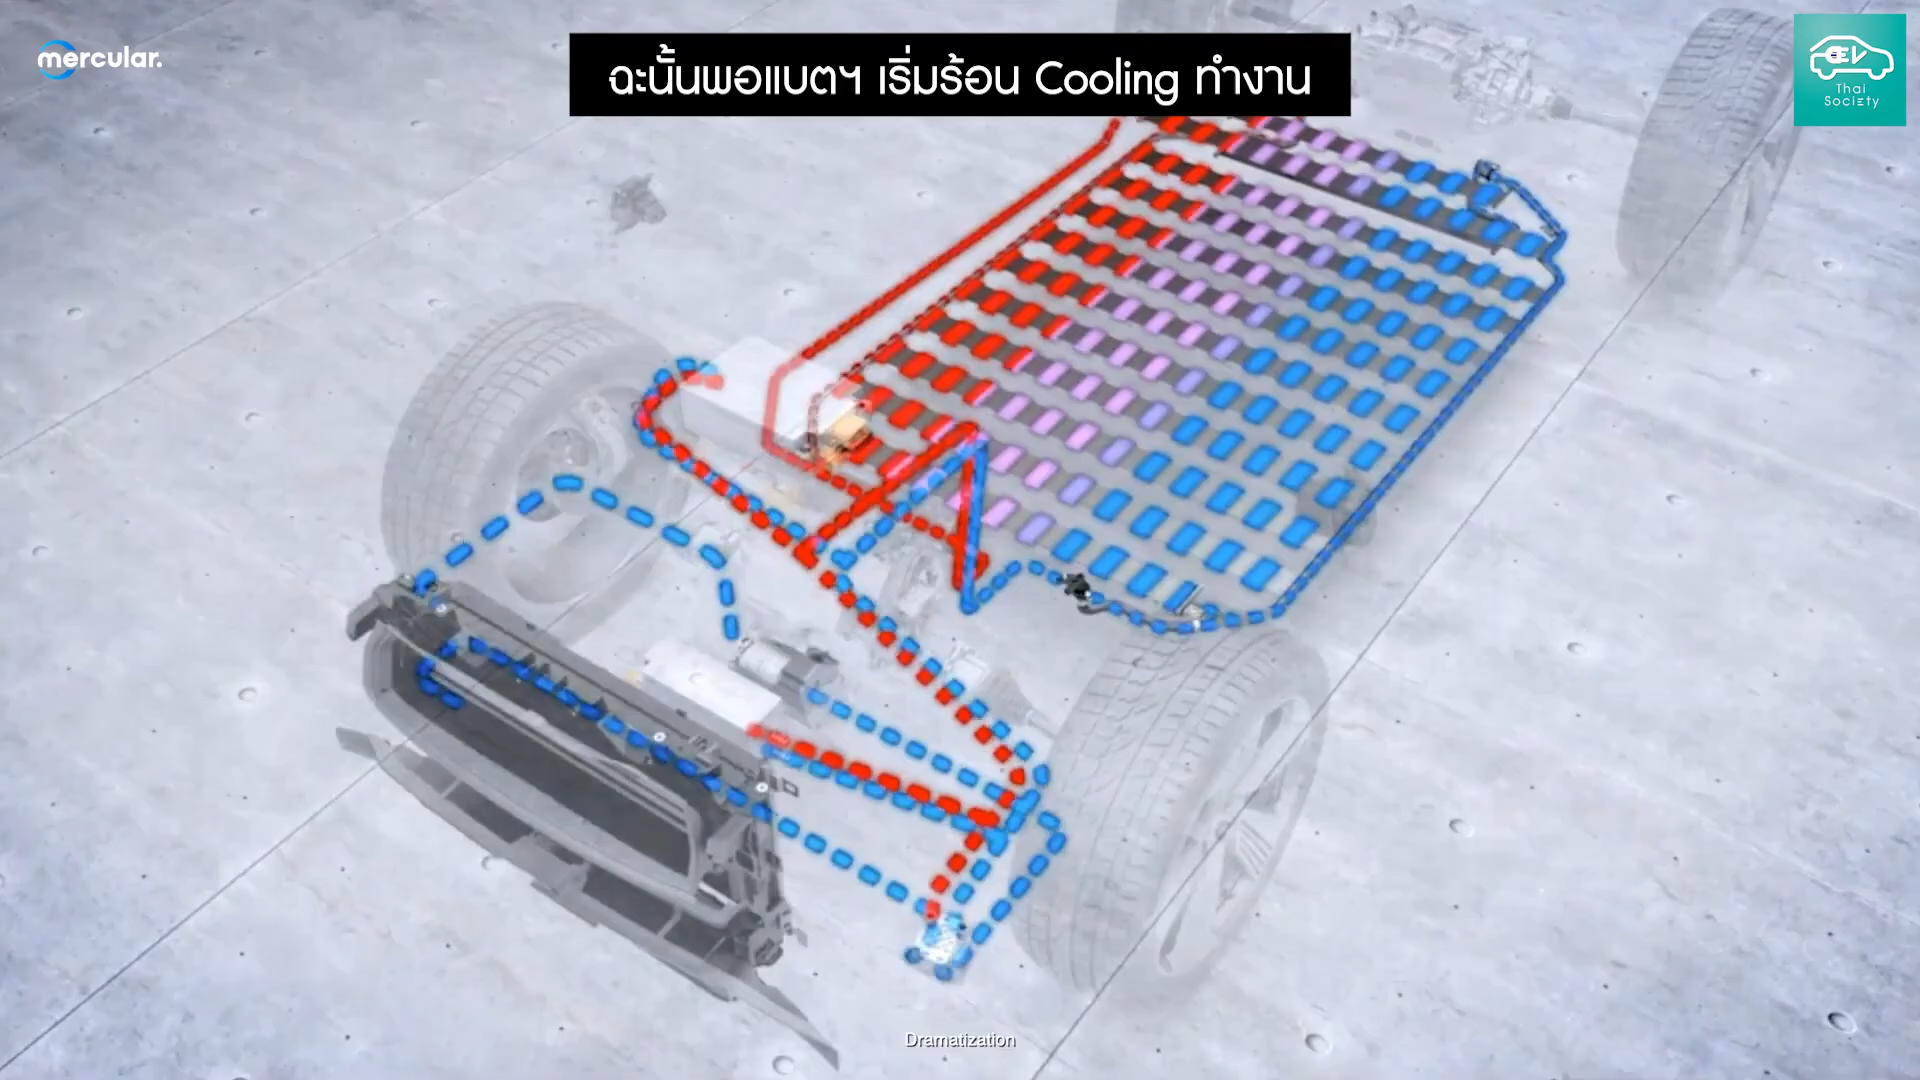 mercular.
ฉะนั้นพอแบตฯ เริ่มร้อน Cooling ทำงาน
EV
Thai
Society
Dramatization